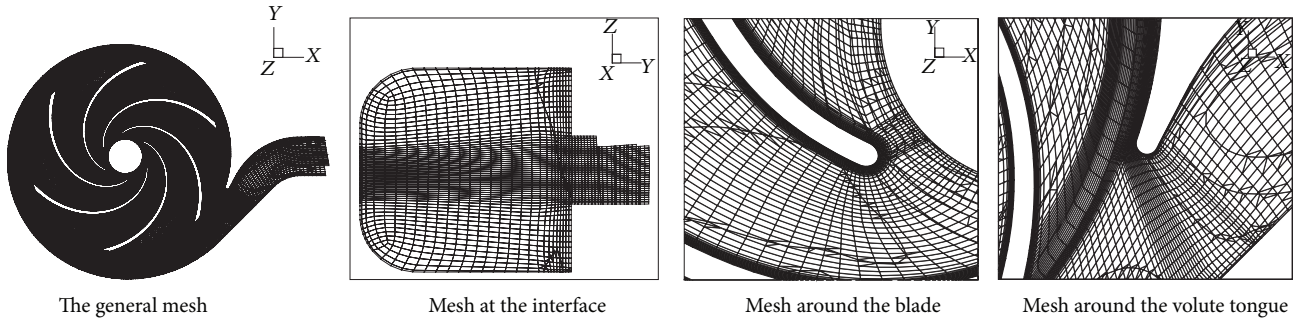 Y
X
Z
Z
Y
X
Y
X
Z
Y
X
The general mesh
Mesh at the interface
Mesh around the blade
Mesh around the volute tongue